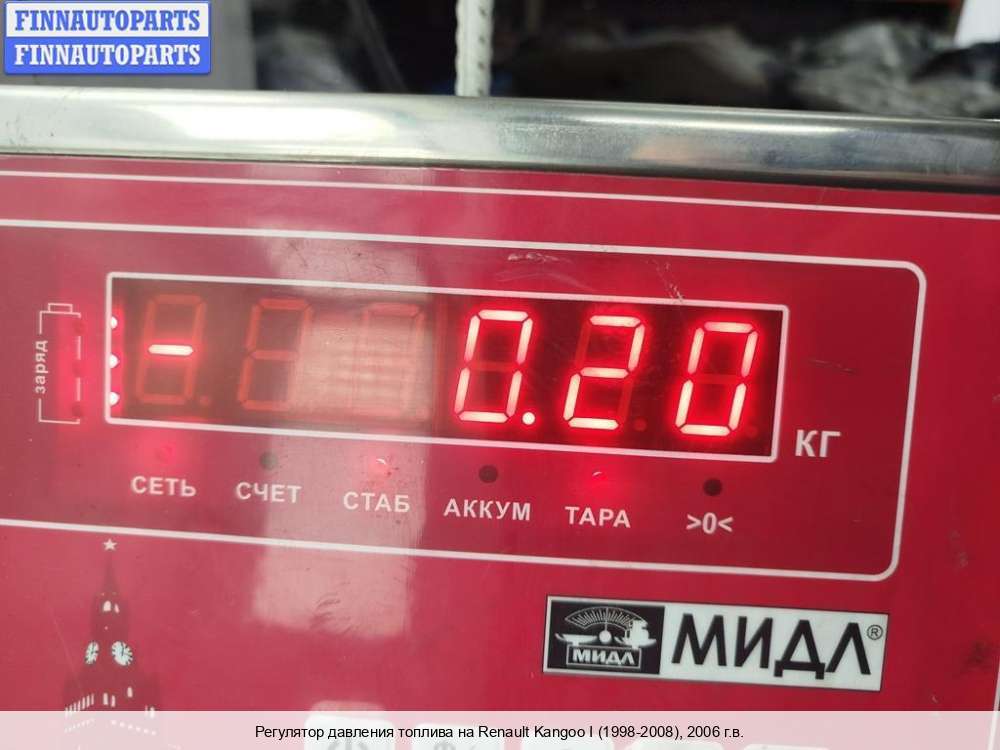 FINNAUTOPARTS
FINNAUTOPARTS
заряд
- 0.20
КГ
СЕТЬ СЧЕТ СТАБ АККУМ ТАРА >0<
МИДЛ
МИДЛ®
Регулятор давления топлива на Renault Kangoo I (1998-2008), 2006 г.в.